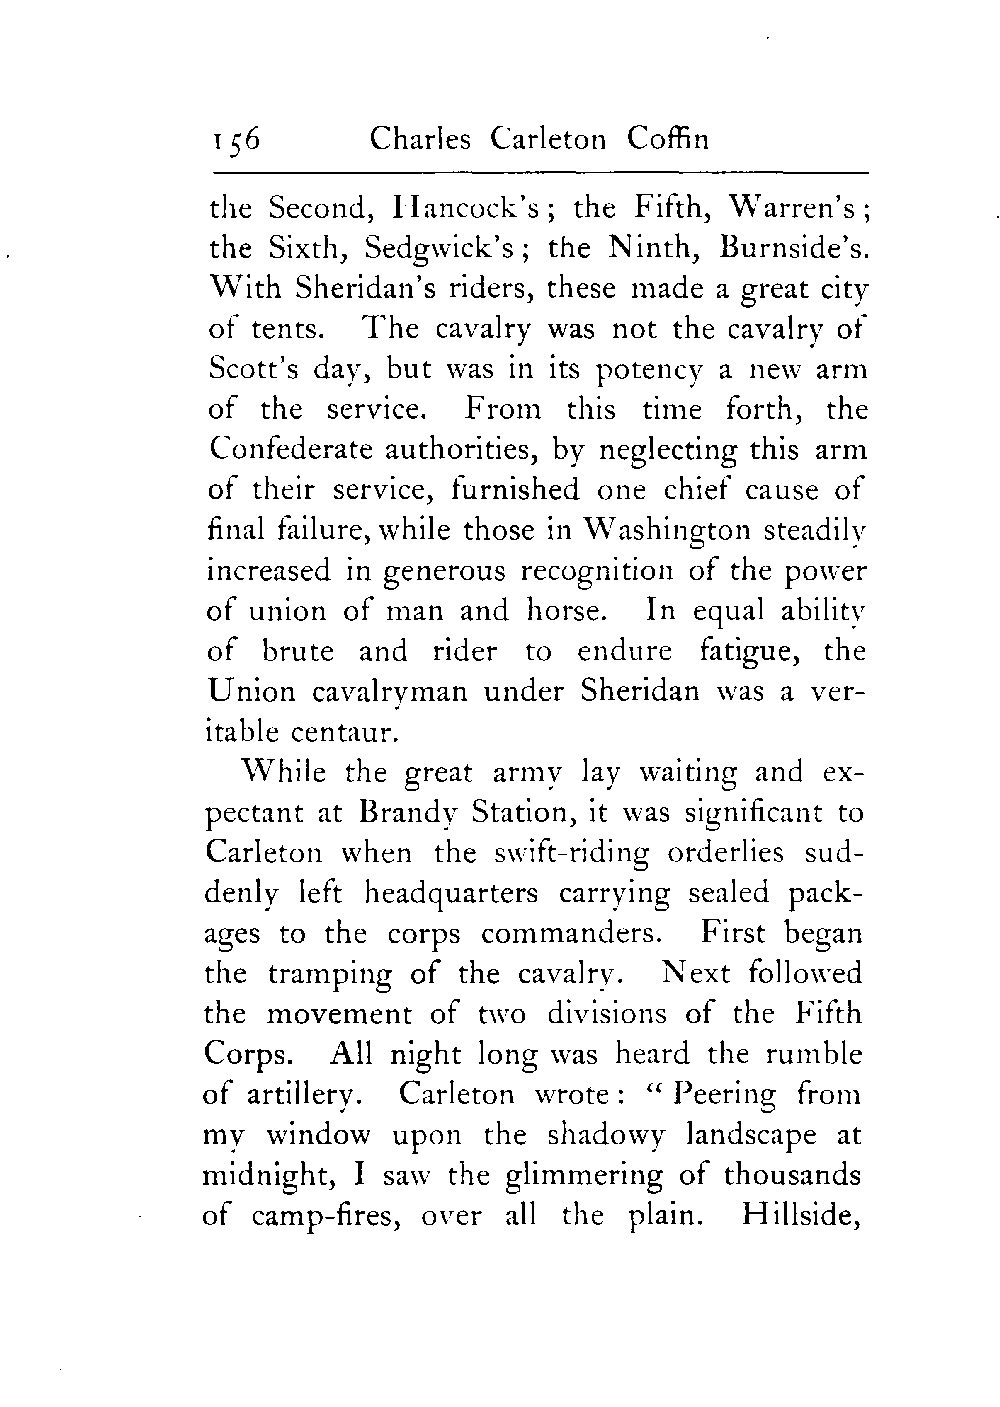 156 Charles Carleton Coffin
the Second, Hancock's; the Fifth, Warren's;
the Sixth, Sedgwick's; the Ninth, Burnside's.
With Sheridan's riders, these made a great city
of tents. The cavalry was not the cavalry of
Scott's day, but was in its potency a new arm
of the service. From this time forth, the
Confederate authorities, by neglecting this arm
of their service, furnished one chief cause of
final failure, while those in Washington steadily
increased in generous recognition of the power
of union of man and horse. In equal ability
of brute and rider to endure fatigue, the
Union cavalryman under Sheridan was a ver-
itable centaur.
While the great army lay waiting and ex-
pectant at Brandy Station, it was significant to
Carleton when the swift-riding orderlies sud-
denly left headquarters carrying sealed pack-
ages to the corps commanders. First began
the tramping of the cavalry. Next followed
the movement of two divisions of the Fifth
Corps. All night long was heard the rumble
of artillery. Carleton wrote: “Peering from
my window upon the shadowy landscape at
midnight, I saw the glimmering of thousands
of camp-fires, over all the plain. Hillside,